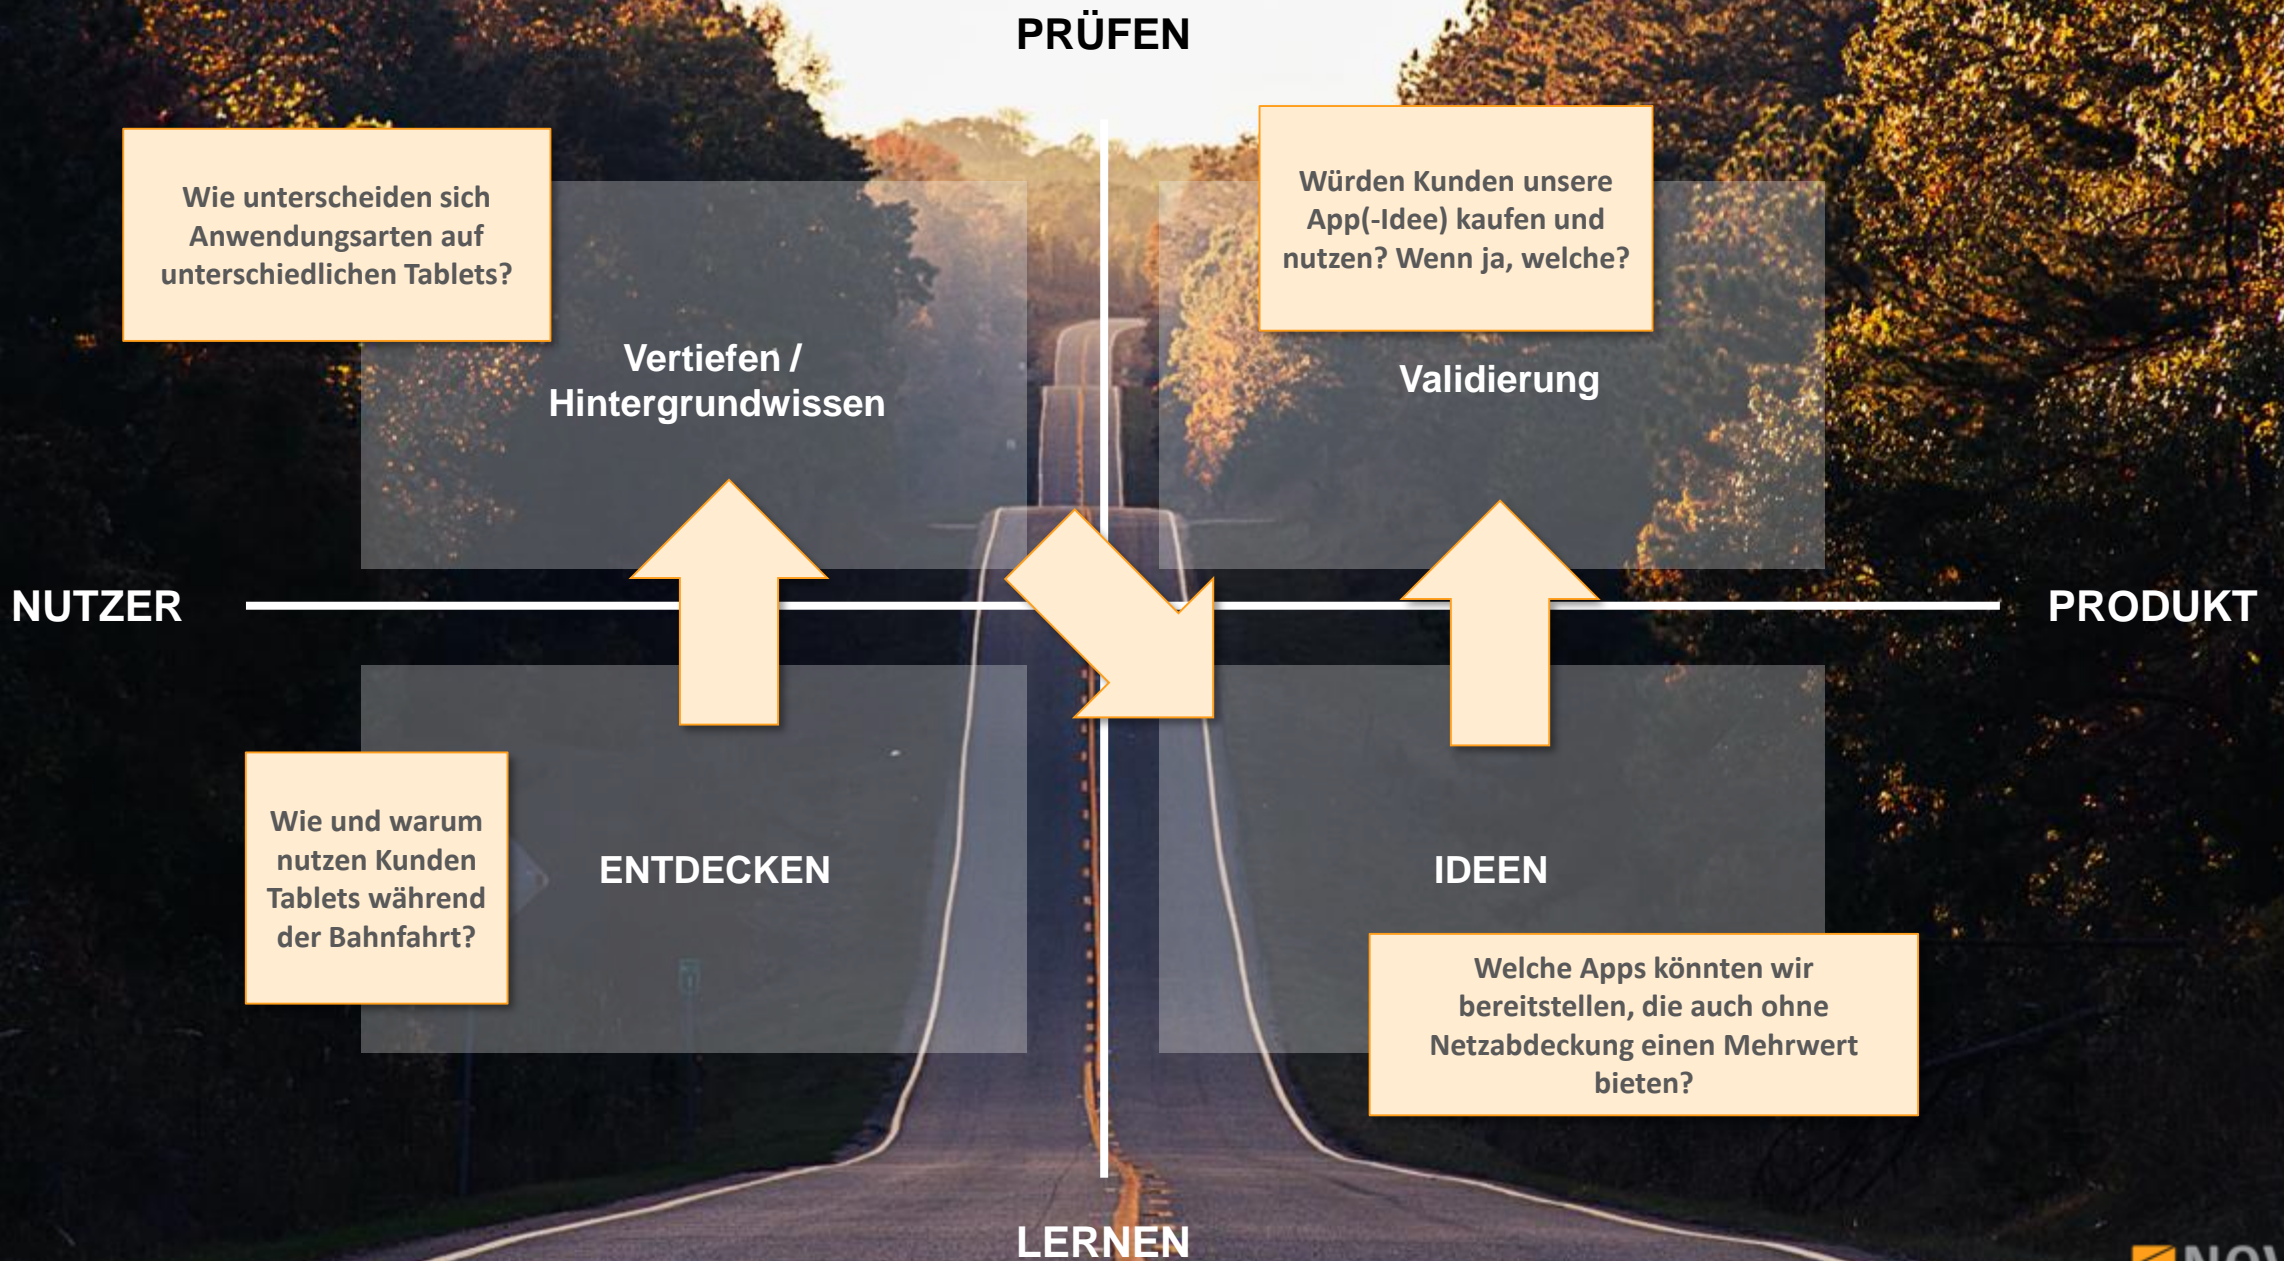 PRÜFEN
Wie unterscheiden sich
Anwendungsarten auf
unterschiedlichen Tablets?
Würden Kunden unsere
App(-Idee) kaufen und
nutzen? Wenn ja, welche?
Vertiefen /
Hintergrundwissen
Validierung
NUTZER
PRODUKT
Wie und warum
nutzen Kunden
Tablets während
der Bahnfahrt?
ENTDECKEN
IDEEN
Welche Apps könnten wir
bereitstellen, die auch ohne
Netzabdeckung einen Mehrwert
bieten?
LERNEN